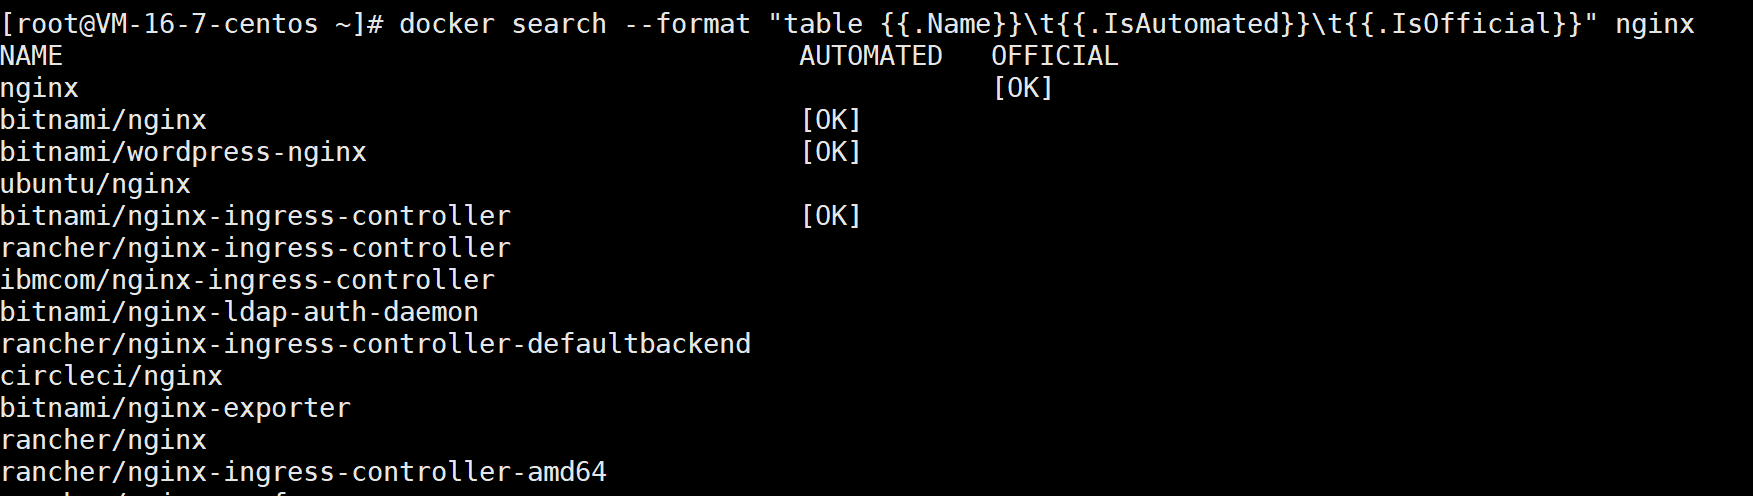 [root@VM-16-7-centos ~]# docker search --format "table {{.Name}}\t{{.IsAutomated}}\t{{.IsOfficial}}" nginx
NAME AUTOMATED OFFICIAL
nginx [OK]
bitnami/nginx [OK]
bitnami/wordpress-nginx [OK]
ubuntu/nginx
bitnami/nginx-ingress-controller [OK]
rancher/nginx-ingress-controller
ibmcom/nginx-ingress-controller
bitnami/nginx-ldap-auth-daemon
rancher/nginx-ingress-controller-defaultbackend
circleci/nginx
bitnami/nginx-exporter
rancher/nginx
rancher/nginx-ingress-controller-amd64